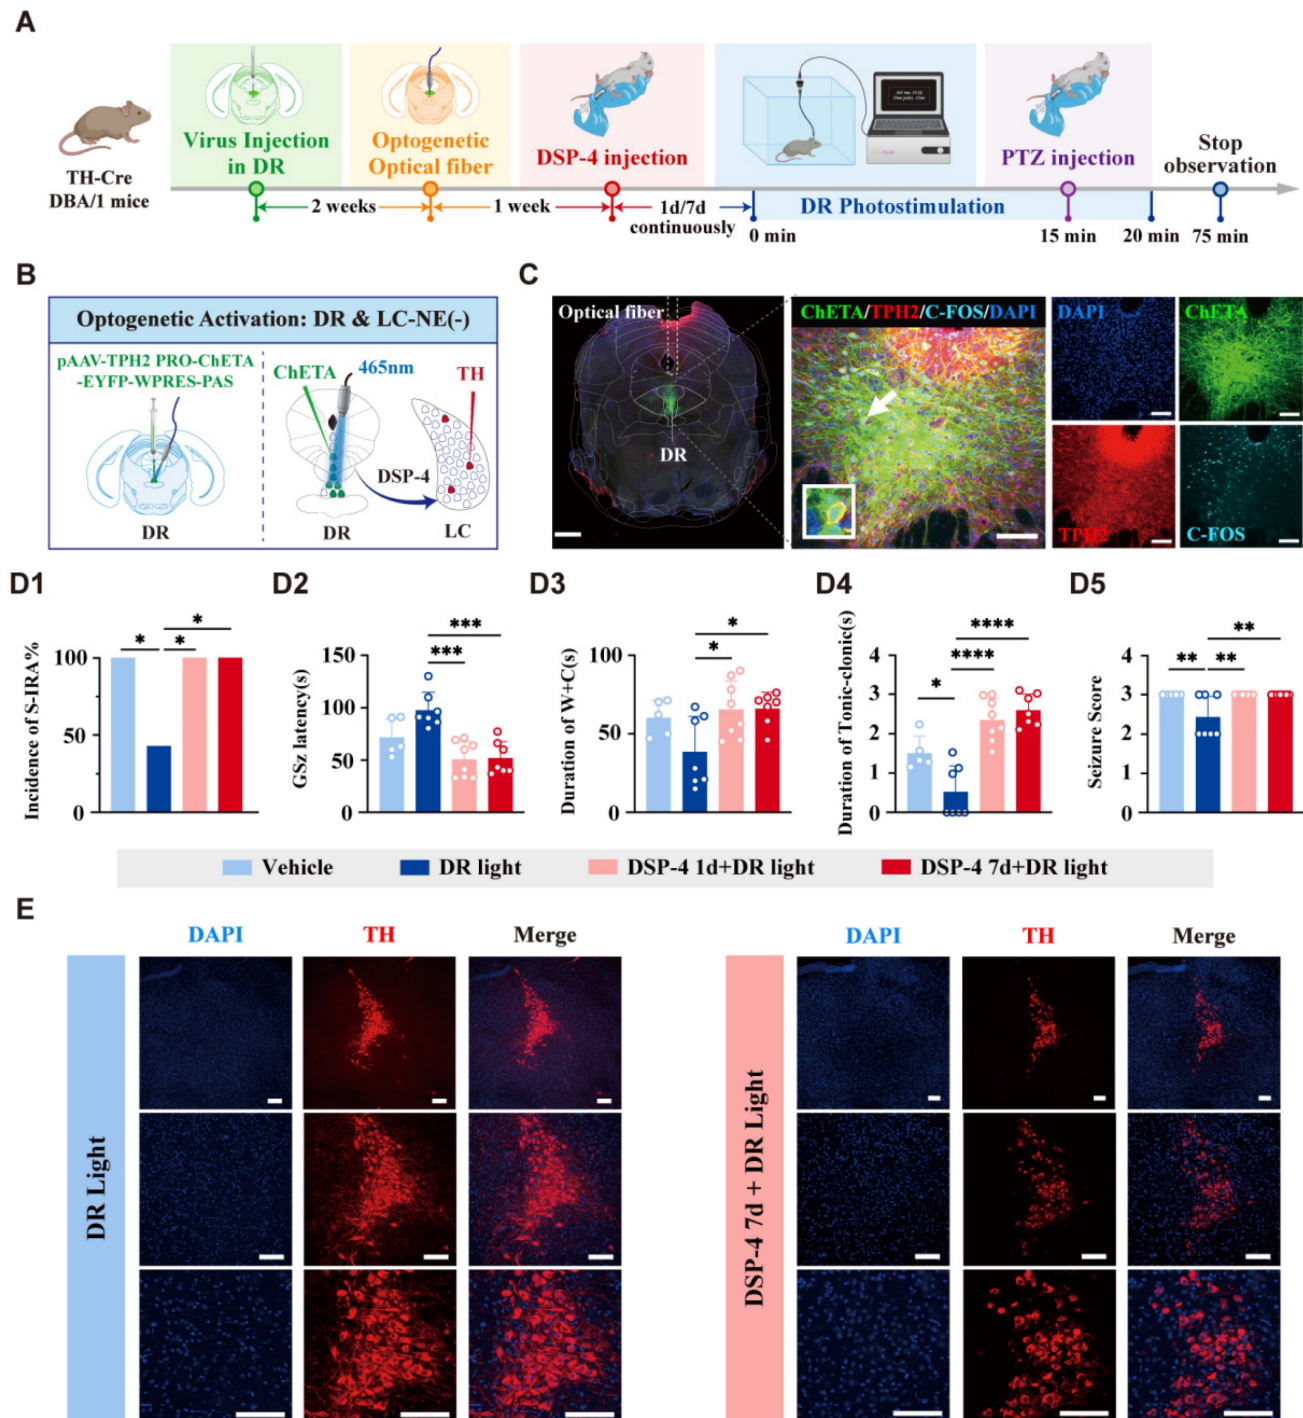 A
Virus Injection
in DR
Optogenetic
Optical fiber
DSP-4 injection
PTZ injection
Stop
observation
TH-Cre
DBA/1 mice
2 weeks
1 week
1d/7d
continuously
DR Photostimulation
0 min
15 min
20 min
75 min
B
Optogenetic Activation: DR & LC-NE(-)
pAAV-TPH2 PRO-ChETA
-EYFP-WPRES-PAS
DR
ChETA
465nm
TH
DSP-4
DR
LC
C
Optical fiber
DR
ChETA/TPH2/C-FOS/DAPI
DAPI
ChETA
TPH2
C-FOS
D1
Incidence of S-IRA%
100
50
0
*
*
*
D2
GSz latency(s)
150
100
50
0
***
***
D3
Duration of W+C(s)
100
50
0
*
*
D4
Duration of Tonic-clonic(s)
4
3
2
1
0
****
****
*
D5
Seizure Score
4
3
2
1
0
**
**
**
Vehicle
DR light
DSP-4 1d+DR light
DSP-4 7d+DR light
E
DAPI
TH
Merge
DR Light
DAPI
TH
Merge
DSP-4 7d + DR Light